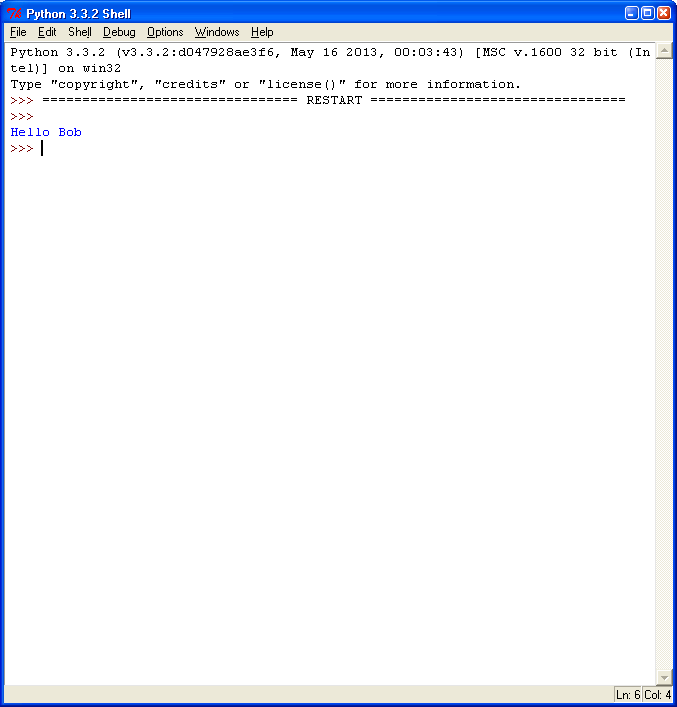 Python 3.3.2 Shell
File Edit Shell Debug Options Windows Help
Python 3.3.2 (v3.3.2:d047928ae3f6, May 16 2013, 00:03:43) [MSC v.1600 32 bit (In
tel)] on win32
Type "copyright", "credits" or "license()" for more information.
>>> ================================ RESTART ================================
>>>
Hello Bob
>>>
Ln: 6 Col: 4